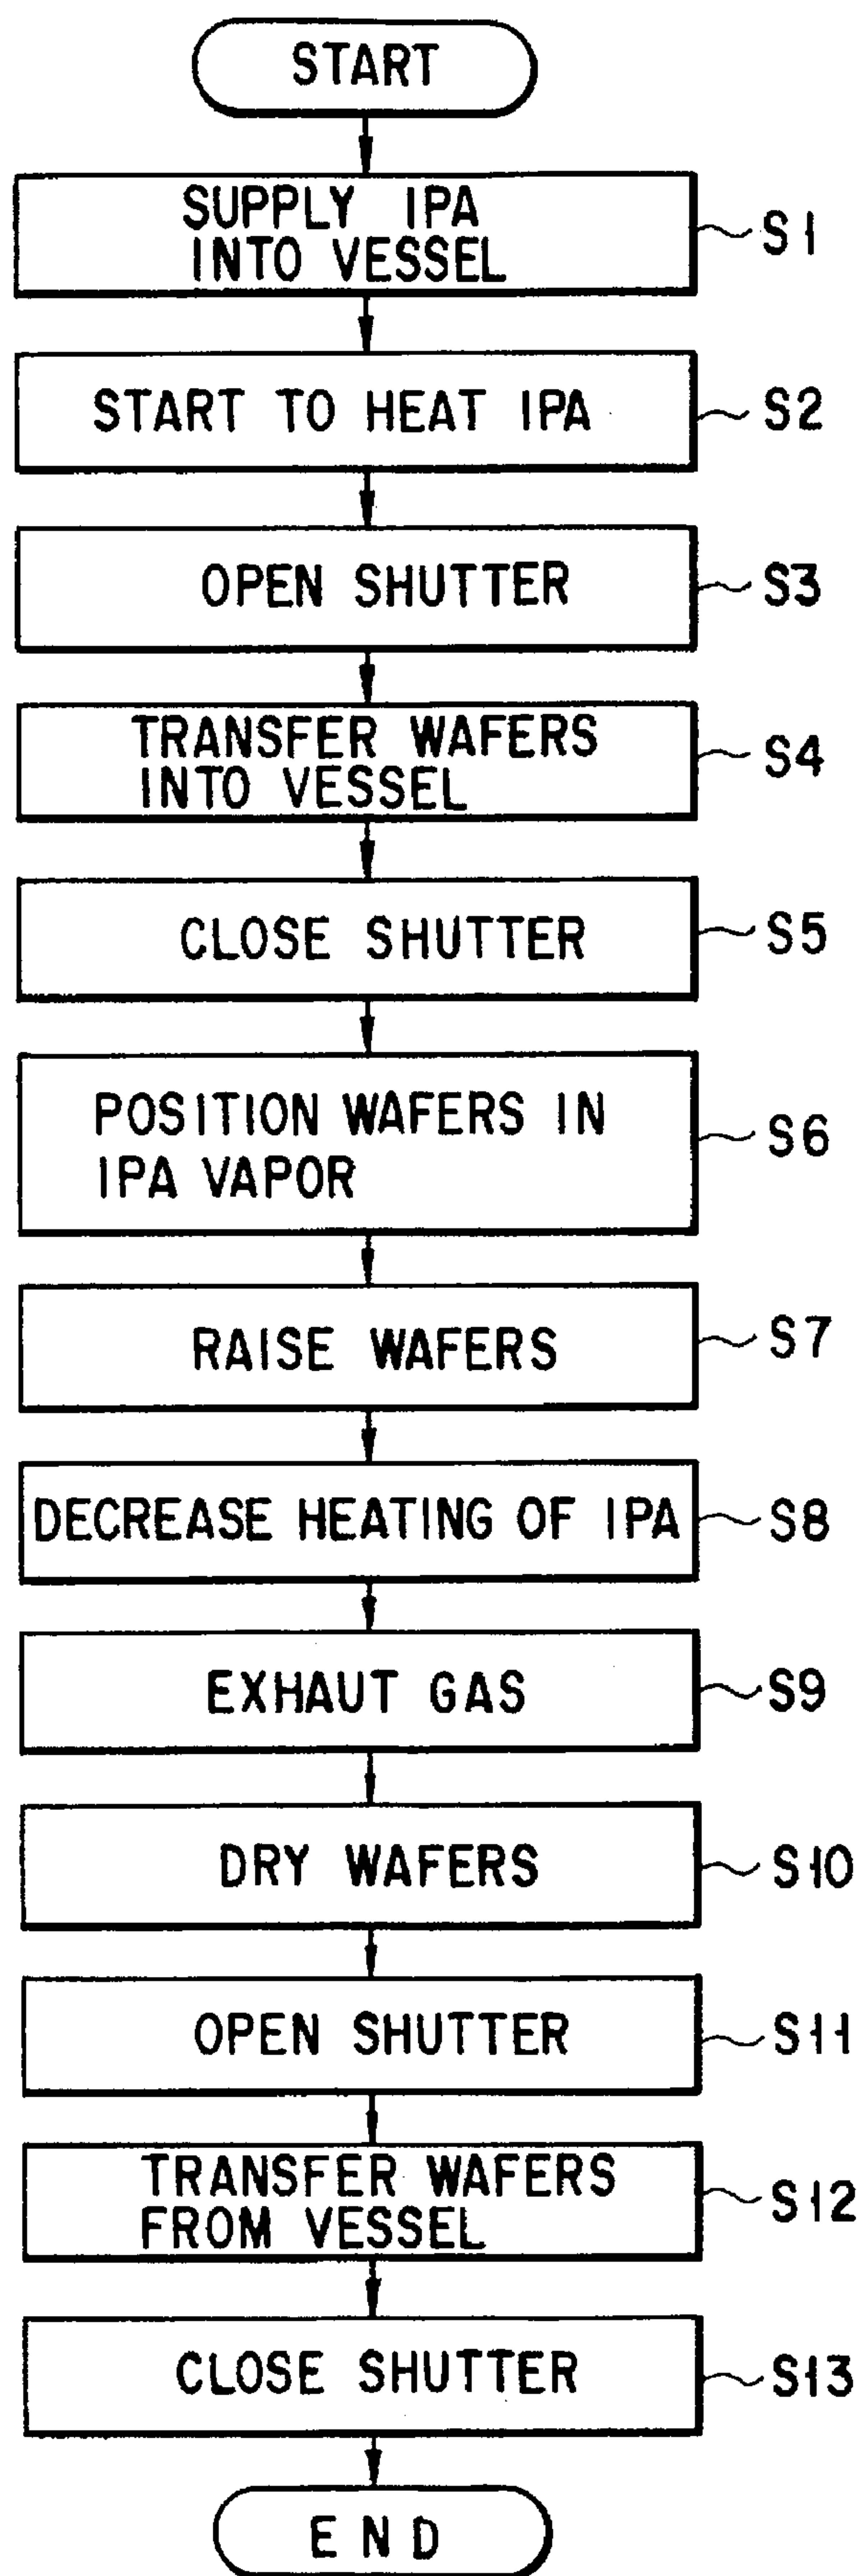 START
SUPPLY IPA
INTO VESSEL
S1
START TO HEAT IPA
S2
OPEN SHUTTER
S3
TRANSFER WAFERS
INTO VESSEL
S4
CLOSE SHUTTER
S5
POSITION WAFERS IN
IPA VAPOR
S6
RAISE WAFERS
S7
DECREASE HEATING OF IPA
S8
EXHAUT GAS
S9
DRY WAFERS
S10
OPEN SHUTTER
S11
TRANSFER WAFERS
FROM VESSEL
S12
CLOSE SHUTTER
S13
END